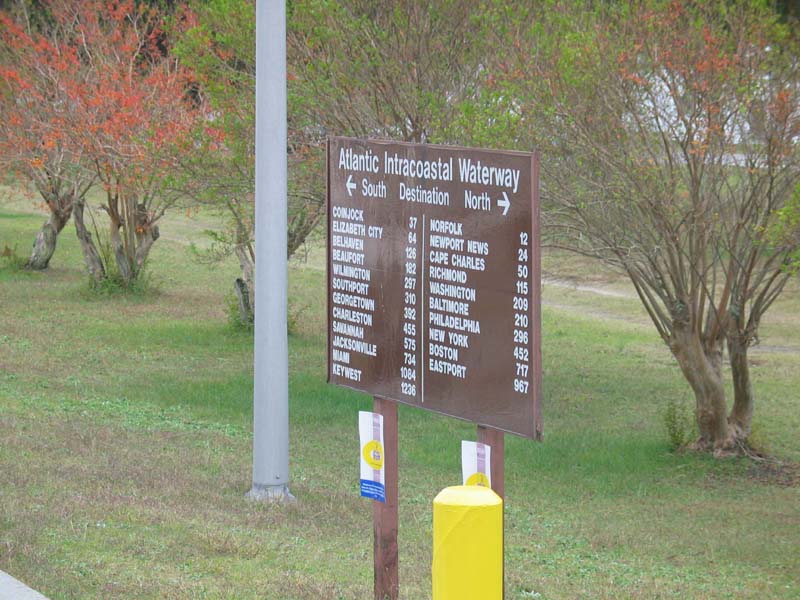 Atlantic Intracoastal Waterway
← South Destination North →
COINJOCK 37
ELIZABETH CITY 64
BELHAVEN 126
BEAUFORT 182
WILMINGTON 297
SOUTHPORT 310
GEORGETOWN 392
CHARLESTON 455
SAVANNAH 575
JACKSONVILLE 734
MIAMI 1084
KEYWEST 1236
NORFOLK 12
NEWPORT NEWS 24
CAPE CHARLES 50
RICHMOND 115
WASHINGTON 209
BALTIMORE 210
PHILADELPHIA 296
NEW YORK 452
BOSTON 717
EASTPORT 967